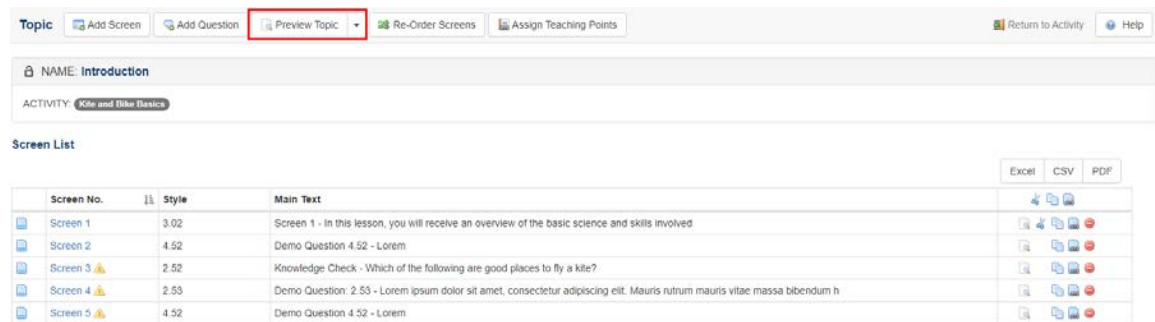 Topic Add Screen Add Question Preview Topic Re-Order Screens Assign Teaching Points Return to Activity Help
NAME: Introduction
ACTIVITY: Kite and Bike Basics
Screen List
Excel CSV PDF
Screen No. Style Main Text
Screen 1 3.02 Screen 1 - In this lesson, you will receive an overview of the basic science and skills involved
Screen 2 4.52 Demo Question 4.52 - Lorem
Screen 3 2.52 Knowledge Check - Which of the following are good places to fly a kite?
Screen 4 2.53 Demo Question: 2.53 - Lorem ipsum dolor sit amet, consectetur adipiscing elit. Mauris rutrum mauris vitae massa bibendum h
Screen 5 4.52 Demo Question 4.52 - Lorem